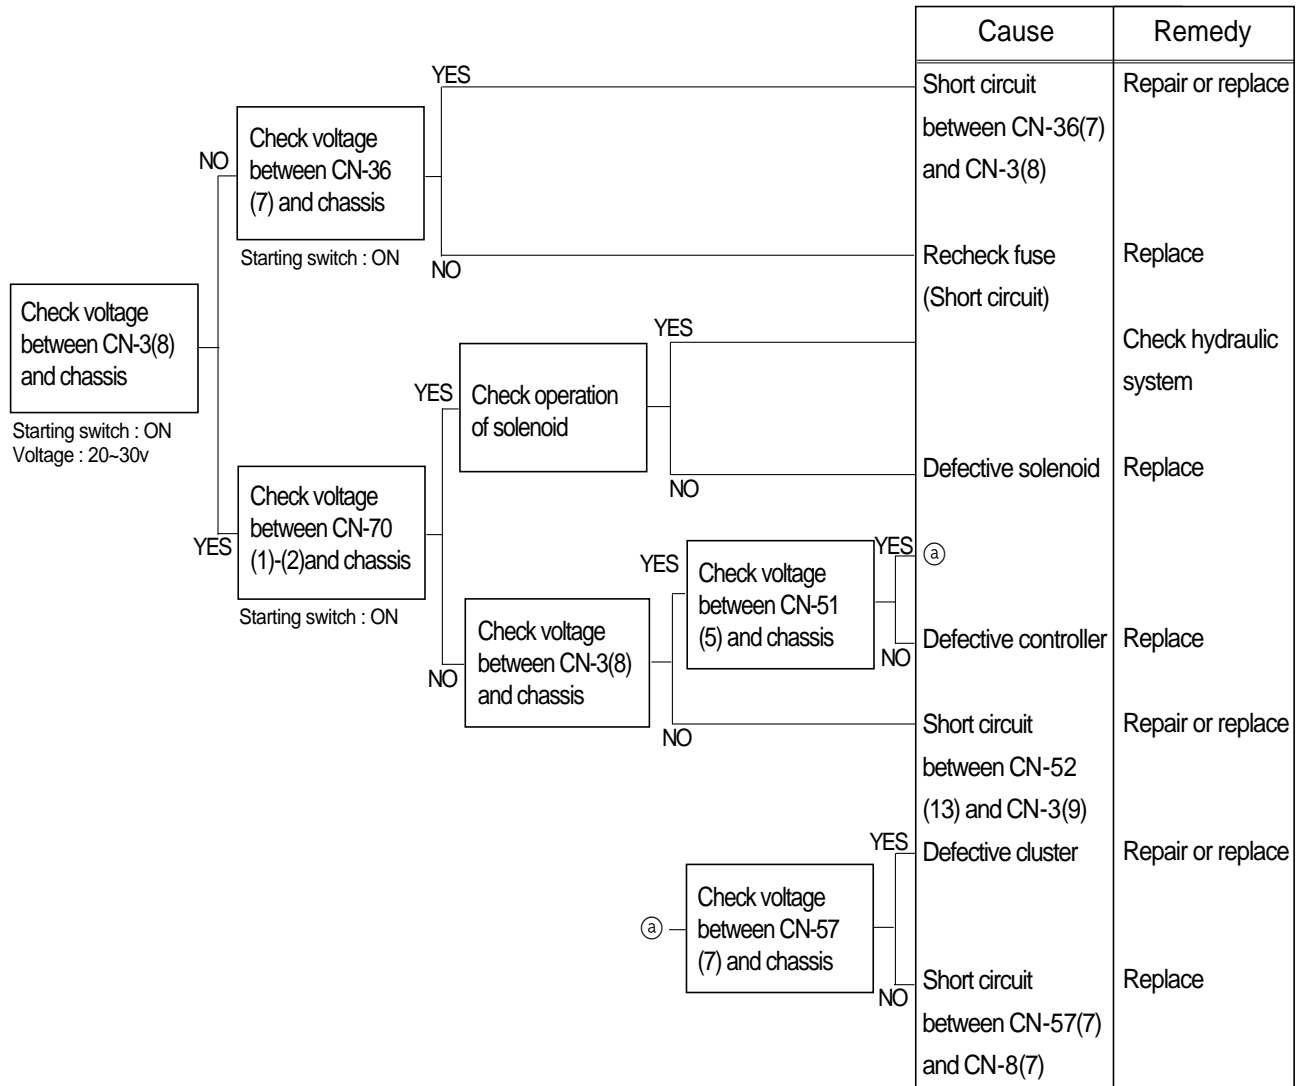 Cause
Remedy
YES
Short circuit
between CN-36(7)
and CN-3(8)
Repair or replace
NO
Check voltage
between CN-36
(7) and chassis
Starting switch : ON
NO
Recheck fuse
(Short circuit)
Replace
Check voltage
between CN-3(8)
and chassis
Starting switch : ON
Voltage : 20~30v
YES
Check hydraulic
system
YES
Check operation
of solenoid
NO
Defective solenoid
Replace
YES
Check voltage
between CN-70
(1)-(2)and chassis
Starting switch : ON
YES
Check voltage
between CN-51
(5) and chassis
YES
ⓐ
NO
Defective controller
Replace
NO
Check voltage
between CN-3(8)
and chassis
NO
Short circuit
between CN-52
(13) and CN-3(9)
Repair or replace
YES
Defective cluster
Repair or replace
ⓐ
Check voltage
between CN-57
(7) and chassis
NO
Short circuit
between CN-57(7)
and CN-8(7)
Replace